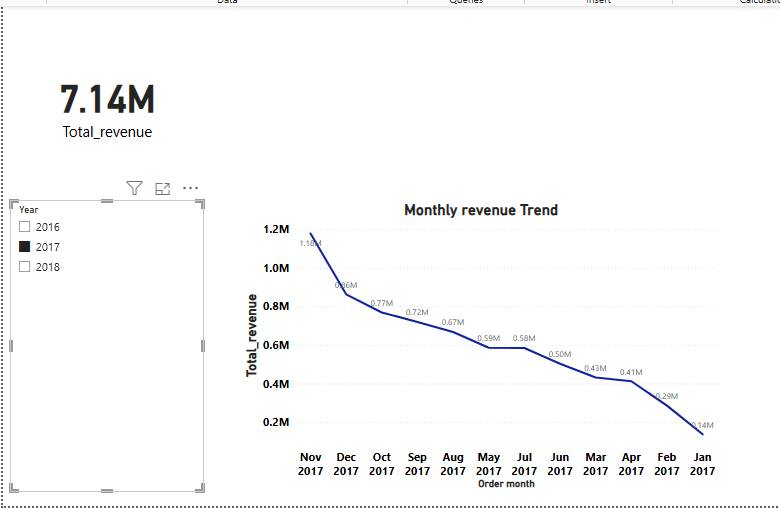 Data
Queries
Insert
7.14M
Total_revenue
Year
2016
2017
2018
Monthly revenue Trend
Total_revenue
1.2M
1.0M
0.8M
0.6M
0.4M
0.2M
1.18M
0.86M
0.77M
0.72M
0.67M
0.59M
0.58M
0.50M
0.43M
0.41M
0.29M
0.14M
Nov Dec Oct Sep Aug May Jul Jun Mar Apr Feb Jan
2017 2017 2017 2017 2017 2017 2017 2017 2017 2017 2017 2017
Order month